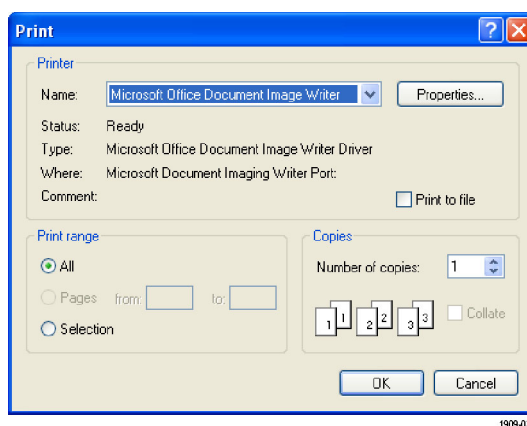 Print
Printer
Name: Microsoft Office Document Image Writer Properties...
Status: Ready
Type: Microsoft Office Document Image Writer Driver
Where: Microsoft Document Imaging Writer Port:
Comment: Print to file
Print range
All
Pages from: to:
Selection
Copies
Number of copies: 1
1 1 2 2 3 3 Collate
OK Cancel